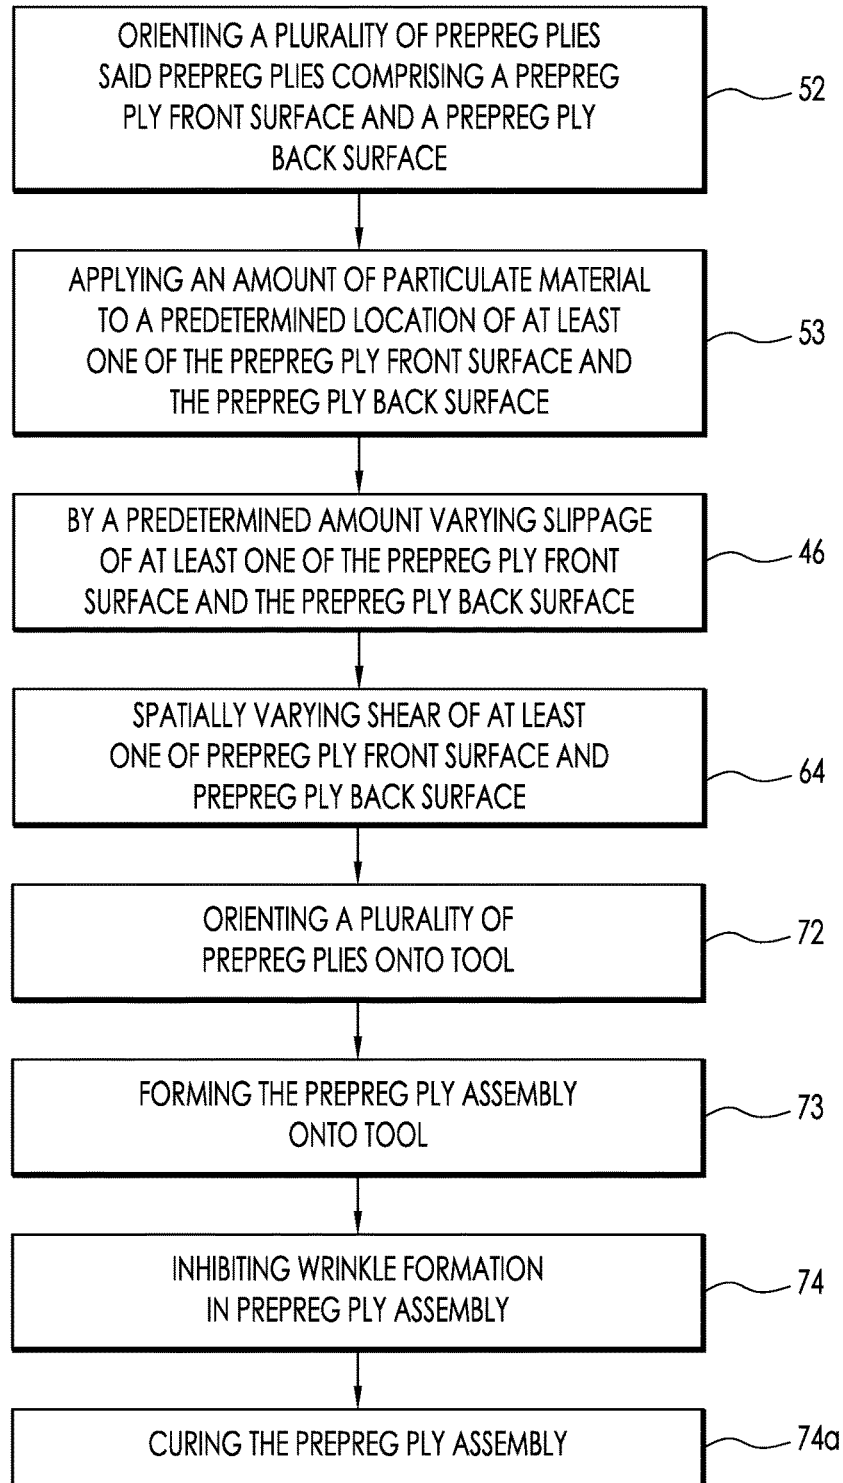 ORIENTING A PLURALITY OF PREPREG PLIES
SAID PREPREG PLIES COMPRISING A PREPREG
PLY FRONT SURFACE AND A PREPREG PLY
BACK SURFACE
52
APPLYING AN AMOUNT OF PARTICULATE MATERIAL
TO A PREDETERMINED LOCATION OF AT LEAST
ONE OF THE PREPREG PLY FRONT SURFACE AND
THE PREPREG PLY BACK SURFACE
53
BY A PREDETERMINED AMOUNT VARYING SLIPPAGE
OF AT LEAST ONE OF THE PREPREG PLY FRONT
SURFACE AND THE PREPREG PLY BACK SURFACE
46
SPATIALLY VARYING SHEAR OF AT LEAST
ONE OF PREPREG PLY FRONT SURFACE AND
PREPREG PLY BACK SURFACE
64
ORIENTING A PLURALITY OF
PREPREG PLIES ONTO TOOL
72
FORMING THE PREPREG PLY ASSEMBLY
ONTO TOOL
73
INHIBITING WRINKLE FORMATION
IN PREPREG PLY ASSEMBLY
74
CURING THE PREPREG PLY ASSEMBLY
74a